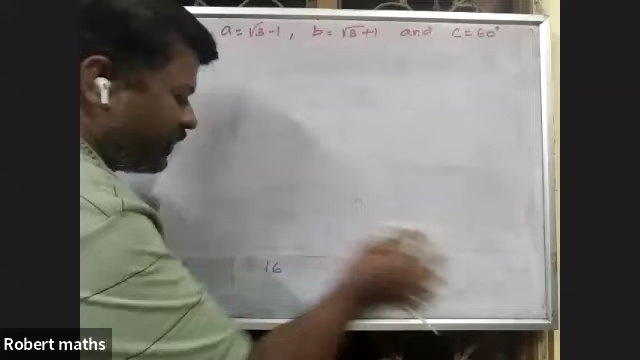 a = √3-1, b = √3+1 and C = 60°
16
Robert maths